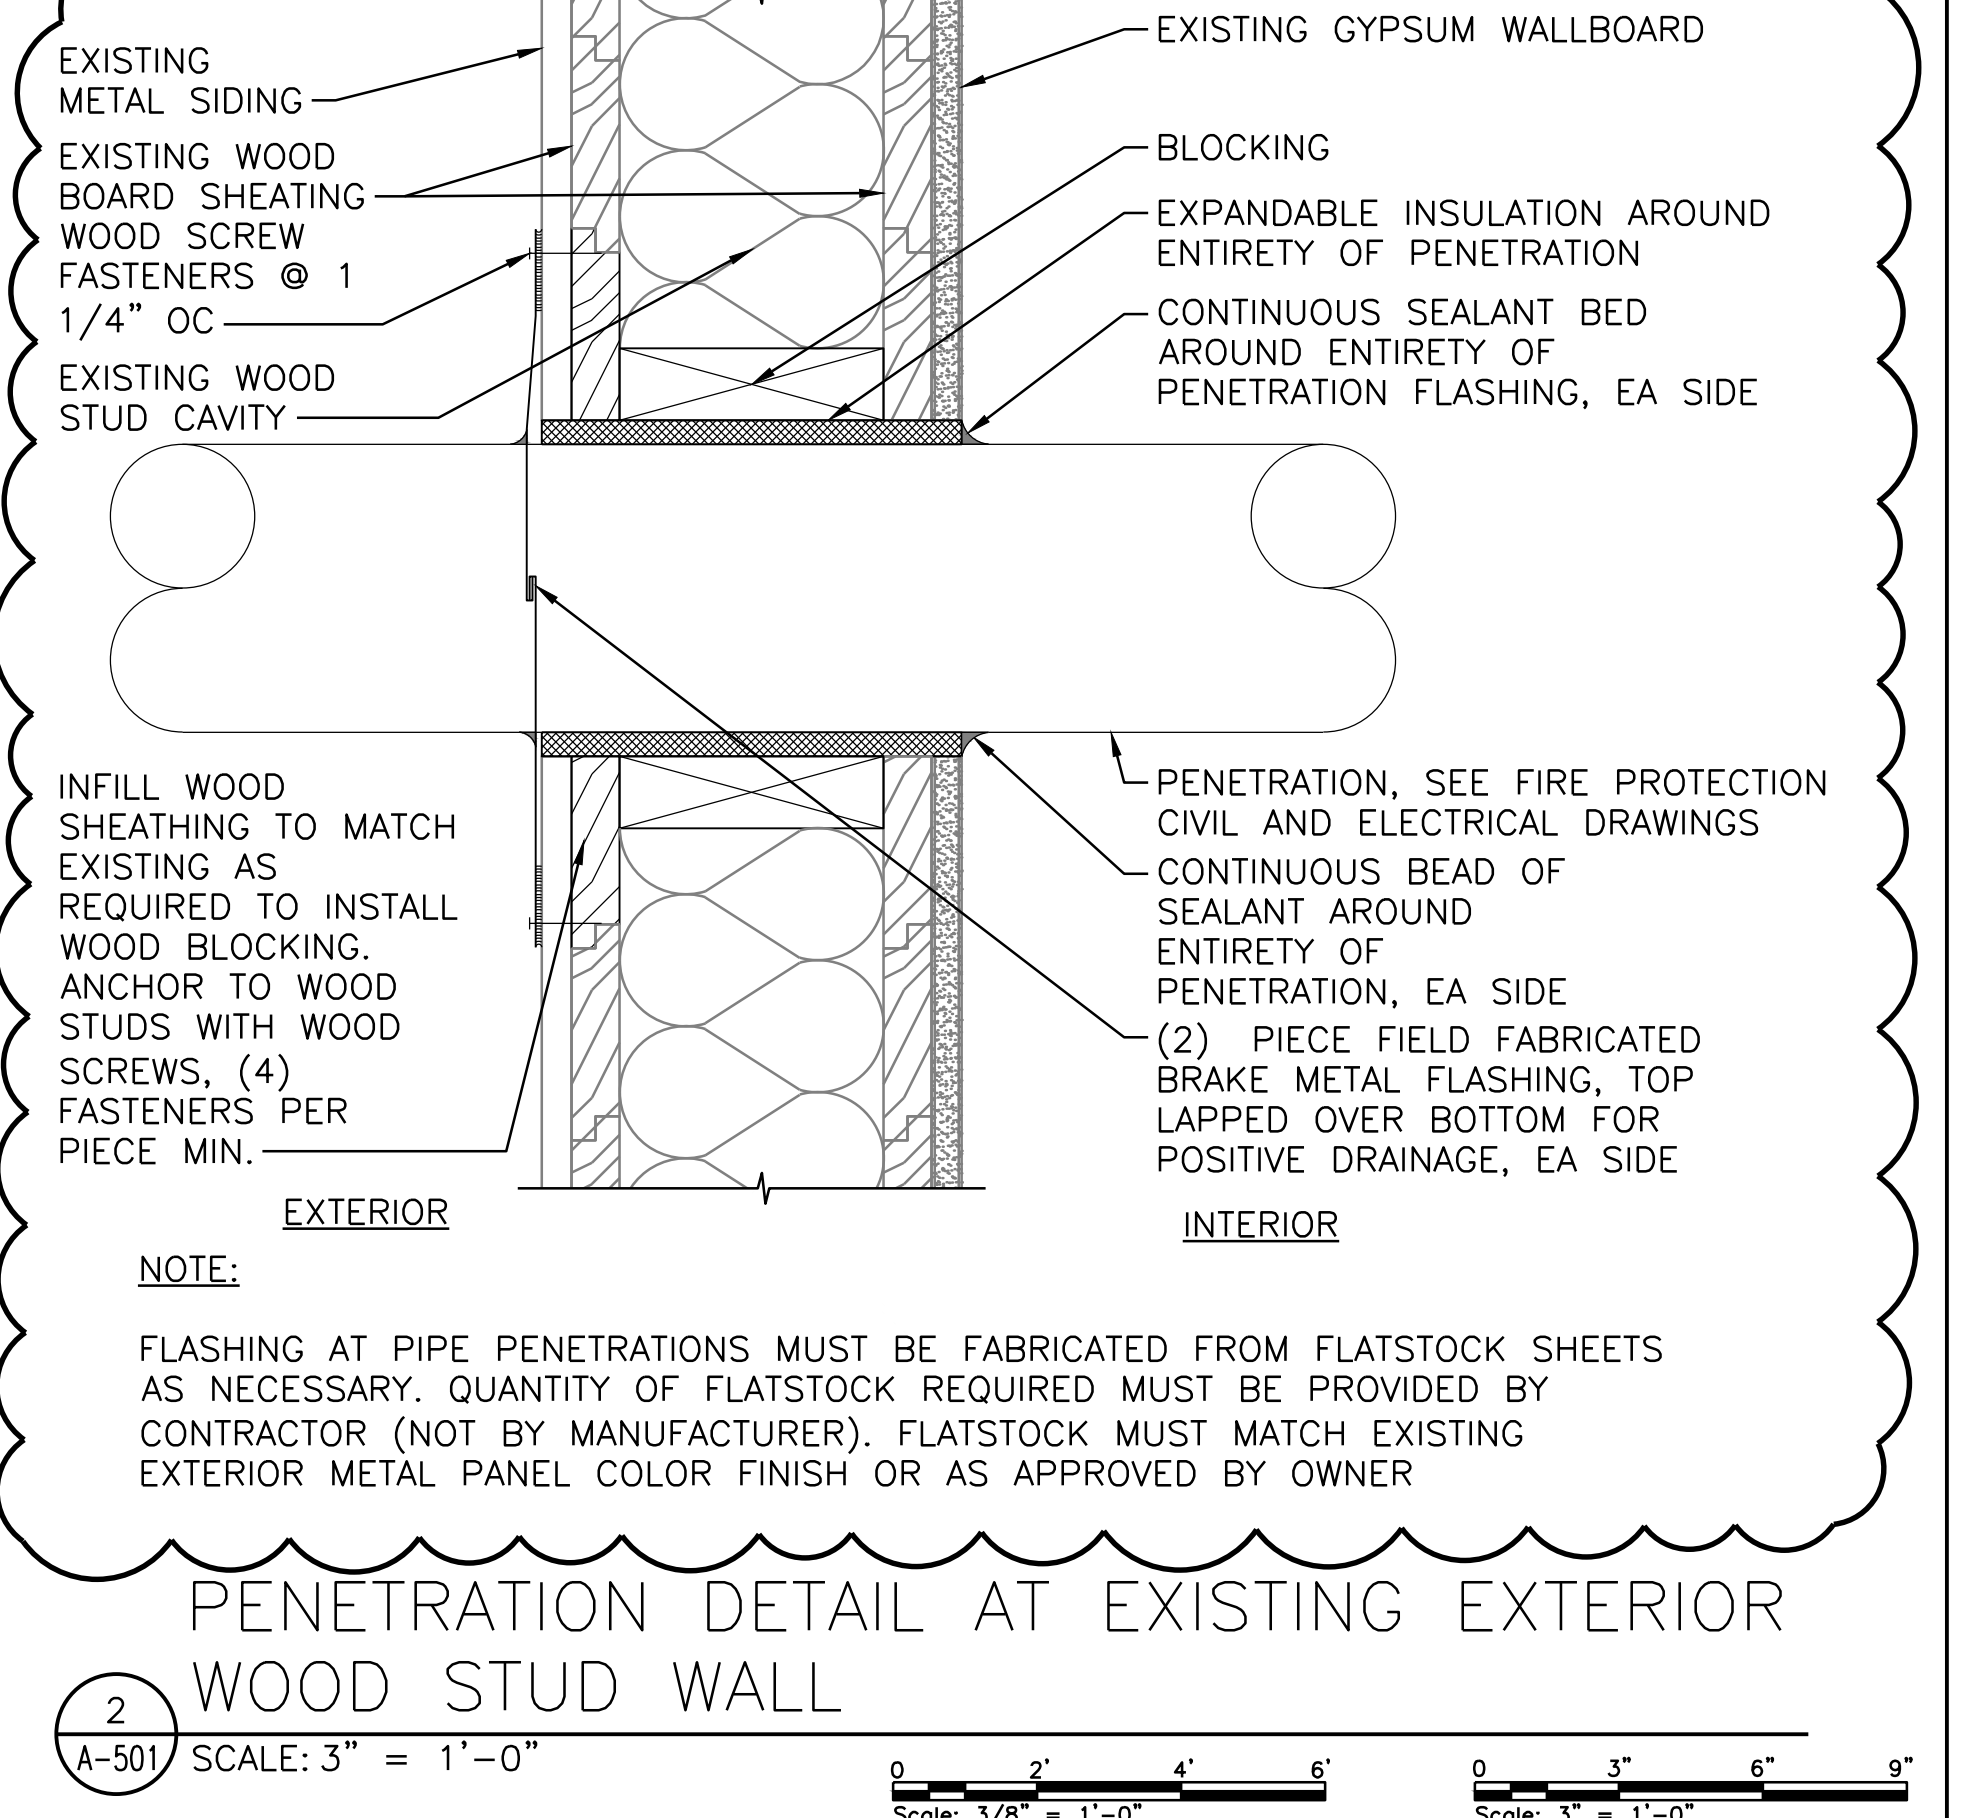 EXISTING
METAL SIDING
EXISTING WOOD
BOARD SHEATING
WOOD SCREW
FASTENERS @ 1
1/4" OC
EXISTING WOOD
STUD CAVITY
EXISTING GYPSUM WALLBOARD
BLOCKING
EXPANDABLE INSULATION AROUND
ENTIRETY OF PENETRATION
CONTINUOUS SEALANT BED
AROUND ENTIRETY OF
PENETRATION FLASHING, EA SIDE
INFILL WOOD
SHEATHING TO MATCH
EXISTING AS
REQUIRED TO INSTALL
WOOD BLOCKING.
ANCHOR TO WOOD
STUDS WITH WOOD
SCREWS, (4)
FASTENERS PER
PIECE MIN.
PENETRATION, SEE FIRE PROTECTION
CIVIL AND ELECTRICAL DRAWINGS
CONTINUOUS BEAD OF
SEALANT AROUND
ENTIRETY OF
PENETRATION, EA SIDE
(2) PIECE FIELD FABRICATED
BRAKE METAL FLASHING, TOP
LAPPED OVER BOTTOM FOR
POSITIVE DRAINAGE, EA SIDE
EXTERIOR
INTERIOR
NOTE:
FLASHING AT PIPE PENETRATIONS MUST BE FABRICATED FROM FLATSTOCK SHEETS
AS NECESSARY. QUANTITY OF FLATSTOCK REQUIRED MUST BE PROVIDED BY
CONTRACTOR (NOT BY MANUFACTURER). FLATSTOCK MUST MATCH EXISTING
EXTERIOR METAL PANEL COLOR FINISH OR AS APPROVED BY OWNER
PENETRATION DETAIL AT EXISTING EXTERIOR
WOOD STUD WALL
2
A-501
SCALE: 3" = 1'-0"
0 2' 4' 6'
Scale: 3/8" = 1'-0"
0 3" 6" 9"
Scale: 3" = 1'-0"